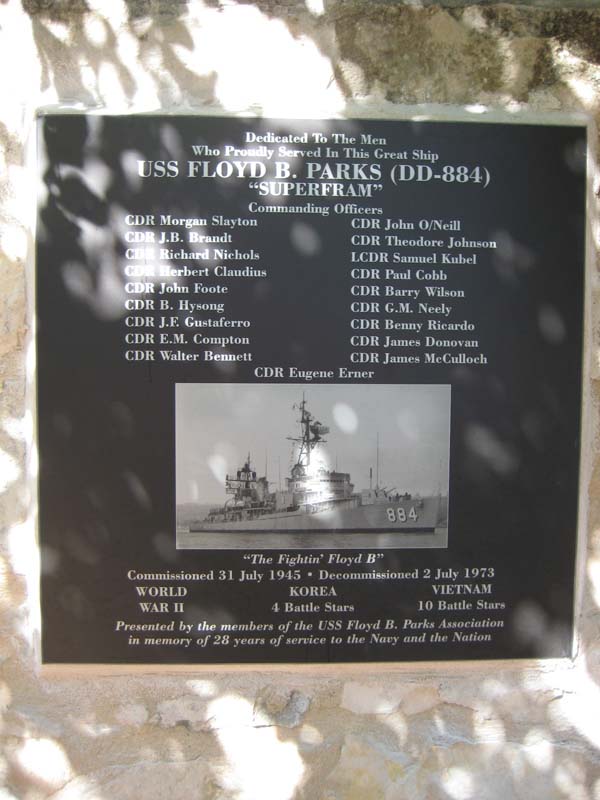 Dedicated To The Men
Who Proudly Served In This Great Ship
USS FLOYD B. PARKS (DD-884)
"SUPERFRAM"
Commanding Officers
CDR Morgan Slayton
CDR J.B. Brandt
CDR Richard Nichols
CDR Herbert Claudius
CDR John Foote
CDR B. Hysong
CDR J.F. Gustaferro
CDR E.M. Compton
CDR Walter Bennett
CDR John O/Neill
CDR Theodore Johnson
LCDR Samuel Kubel
CDR Paul Cobb
CDR Barry Wilson
CDR G.M. Neely
CDR Benny Ricardo
CDR James Donovan
CDR James McCulloch
CDR Eugene Erner
884
"The Fightin' Floyd B"
Commissioned 31 July 1945 • Decommissioned 2 July 1973
WORLD WAR II
KOREA
4 Battle Stars
VIETNAM
10 Battle Stars
Presented by the members of the USS Floyd B. Parks Association
in memory of 28 years of service to the Navy and the Nation